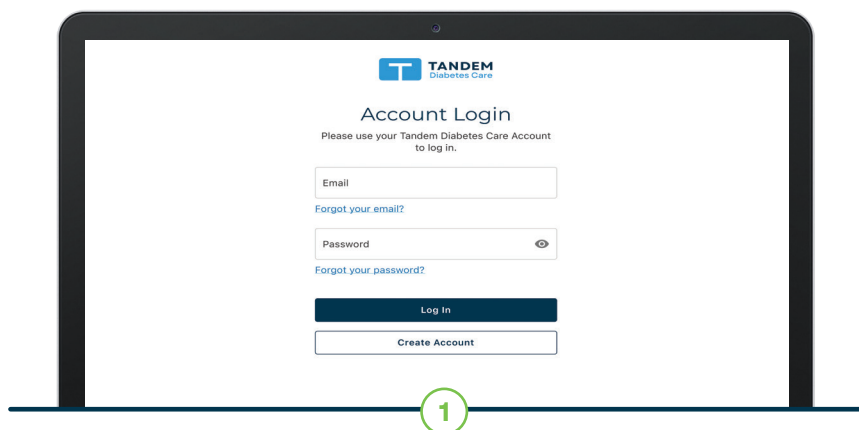 TANDEM
Diabetes Care
Account Login
Please use your Tandem Diabetes Care Account
to log in.
Email
Forgot your email?
Password
Forgot your password?
Log In
Create Account
1